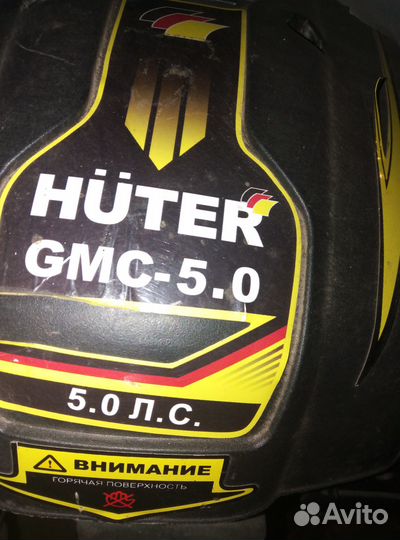 HÜTER
GMC-5.0
5.0 Л.С.
ВНИМАНИЕ
ГОРЯЧАЯ ПОВЕРХНОСТЬ
Avito